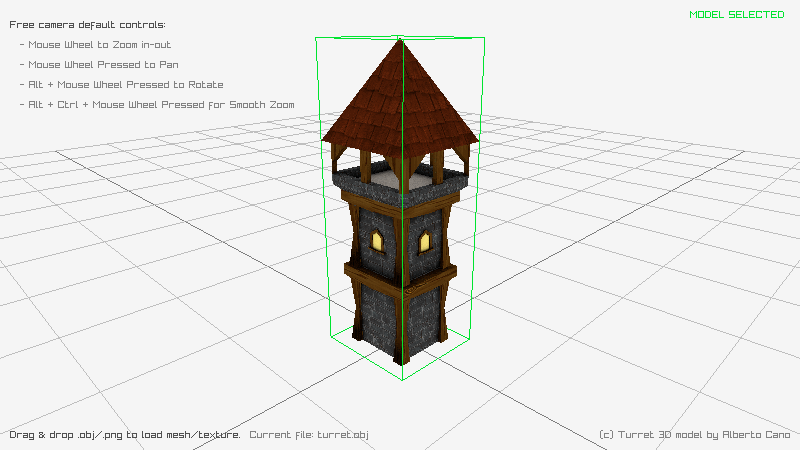 Free camera default controls:
MODEL SELECTED
- Mouse Wheel to Zoom in-out
- Mouse Wheel Pressed to Pan
- Alt + Mouse Wheel Pressed to Rotate
- Alt + Ctrl + Mouse Wheel Pressed for Smooth Zoom
Drag & drop .obj/.png to load mesh/texture. Current file: turret.obj
(c) Turret 3D model by Alberto Cano